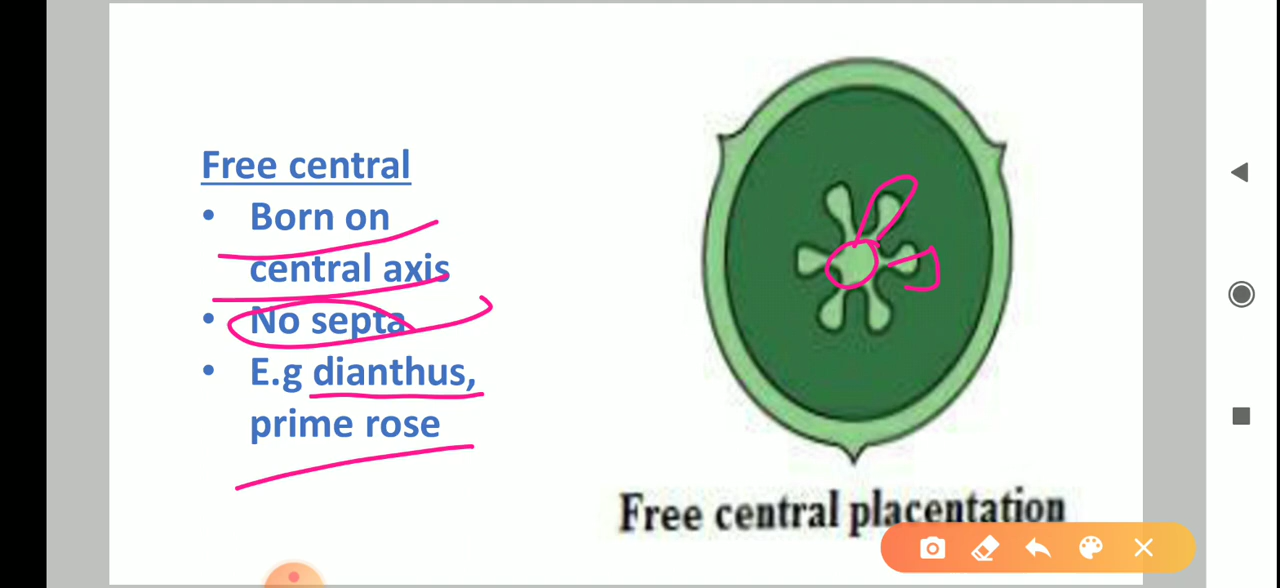 Free central
• Born on
central axis
• No septa
• E.g dianthus,
prime rose
Free central placentation